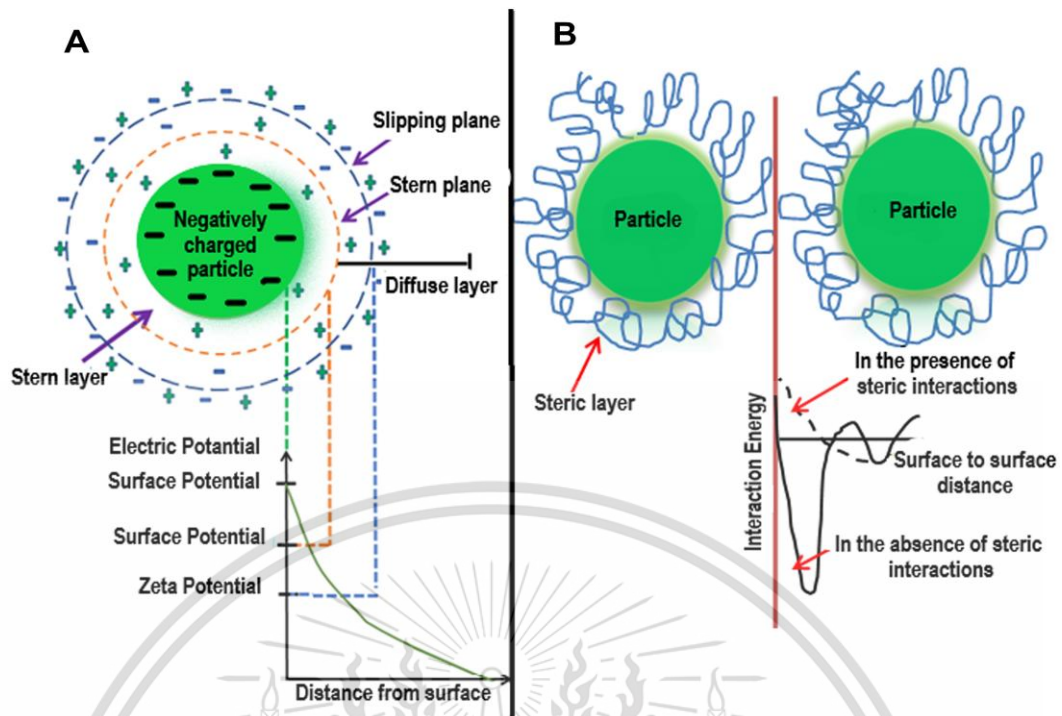 A
Slipping plane
Stern plane
Negatively
charged
particle
Diffuse layer
Stern layer
Electric Potential
Surface Potential
Surface Potential
Zeta Potential
Distance from surface
B
Particle
Particle
Steric layer
In the presence of
steric interactions
Interaction Energy
Surface to surface
distance
In the absence of steric
interactions